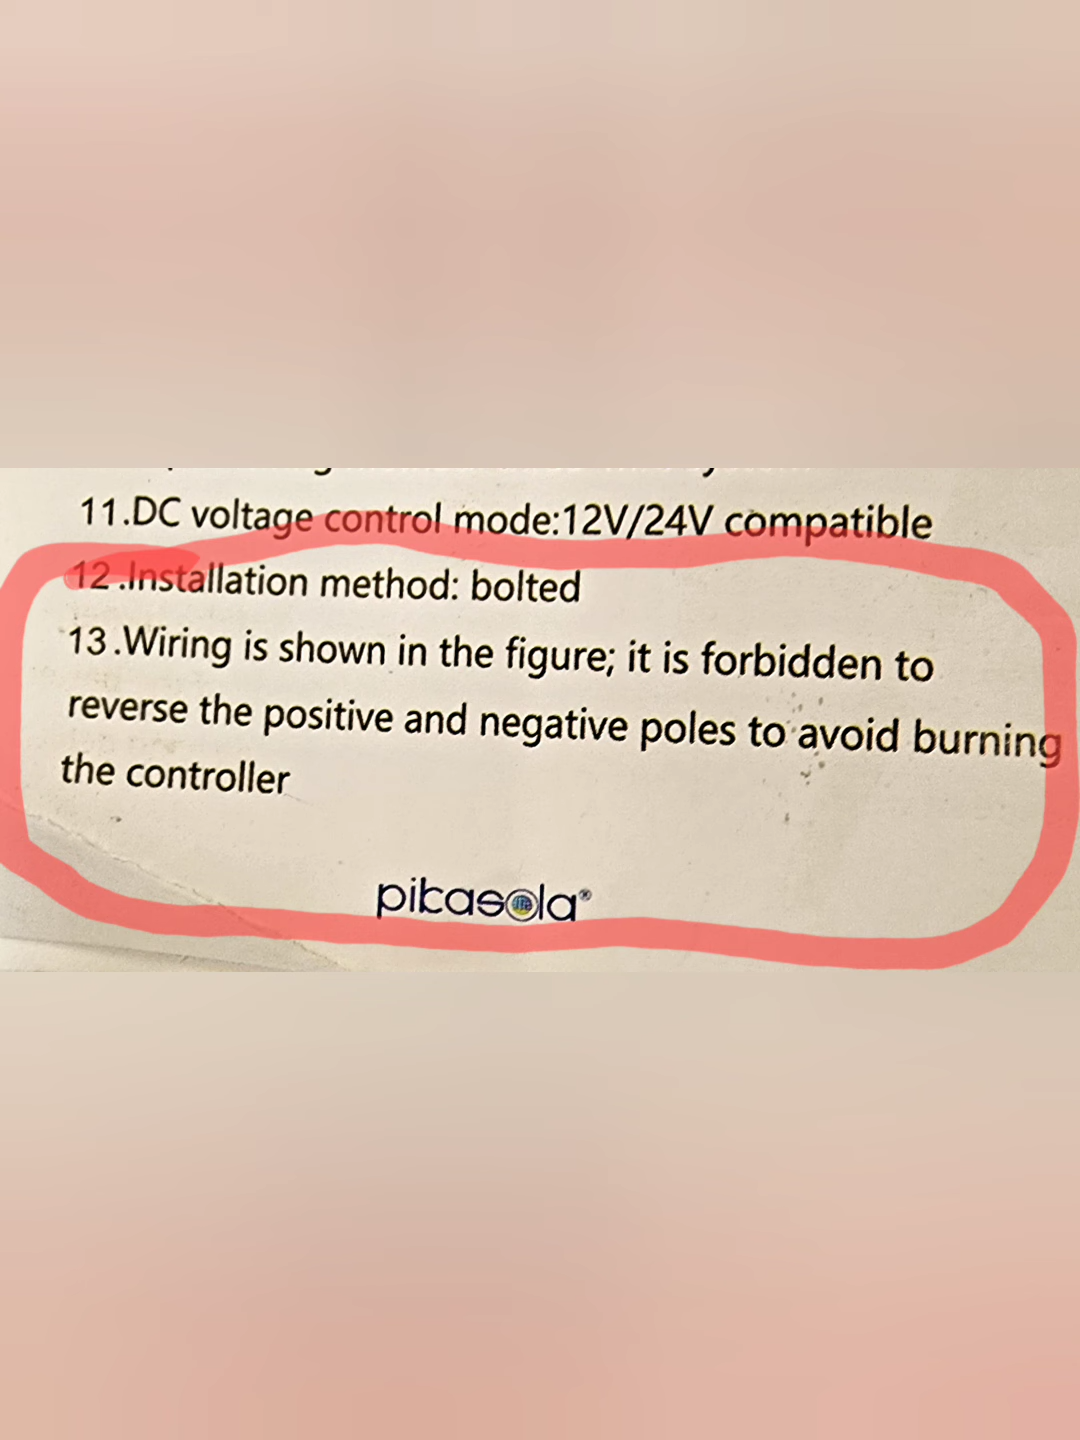 11.DC voltage control mode:12V/24V compatible
12.Installation method: bolted
13.Wiring is shown in the figure; it is forbidden to
reverse the positive and negative poles to avoid burning
the controller
pikasola®